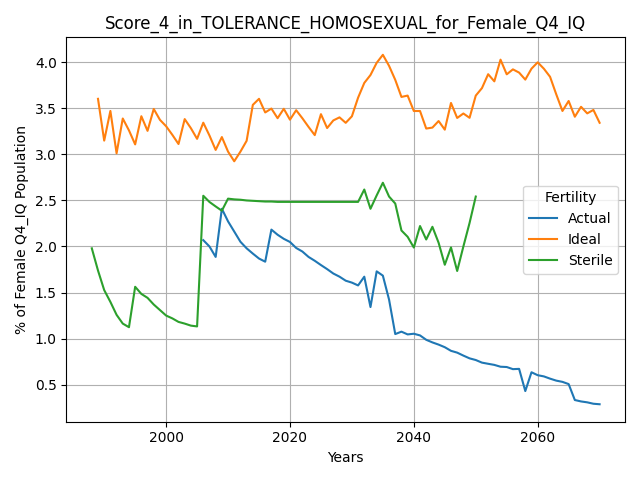 Score_4_in_TOLERANCE_HOMOSEXUAL_for_Female_Q4_IQ
% of Female Q4_IQ Population
4.0
3.5
3.0
2.5
2.0
1.5
1.0
0.5
Fertility
Actual
Ideal
Sterile
2000
2020
2040
2060
Years